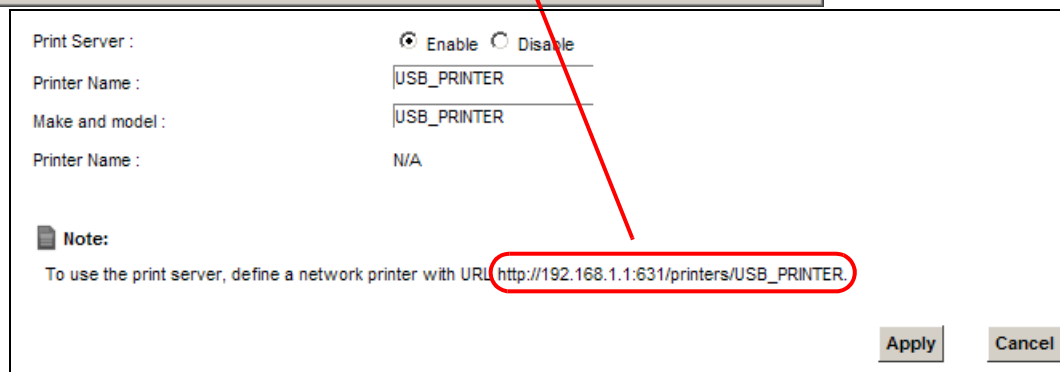 Print Server : Enable Disable
Printer Name : USB_PRINTER
Make and model : USB_PRINTER
Printer Name : N/A
Note:
To use the print server, define a network printer with URL http://192.168.1.1:631/printers/USB_PRINTER.
Apply Cancel